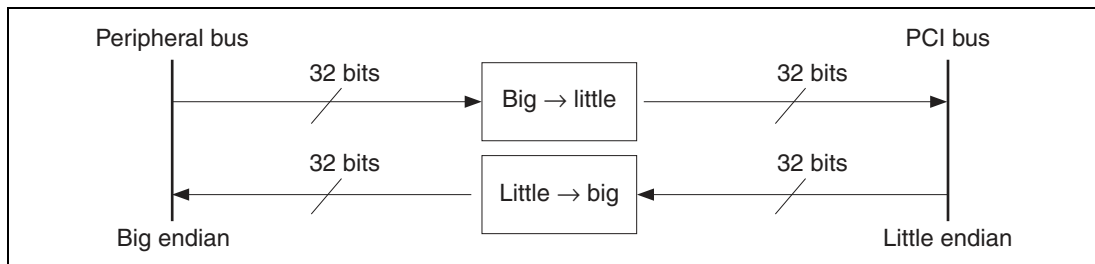 Peripheral bus
PCI bus
32 bits
Big → little
32 bits
32 bits
Little → big
32 bits
Big endian
Little endian